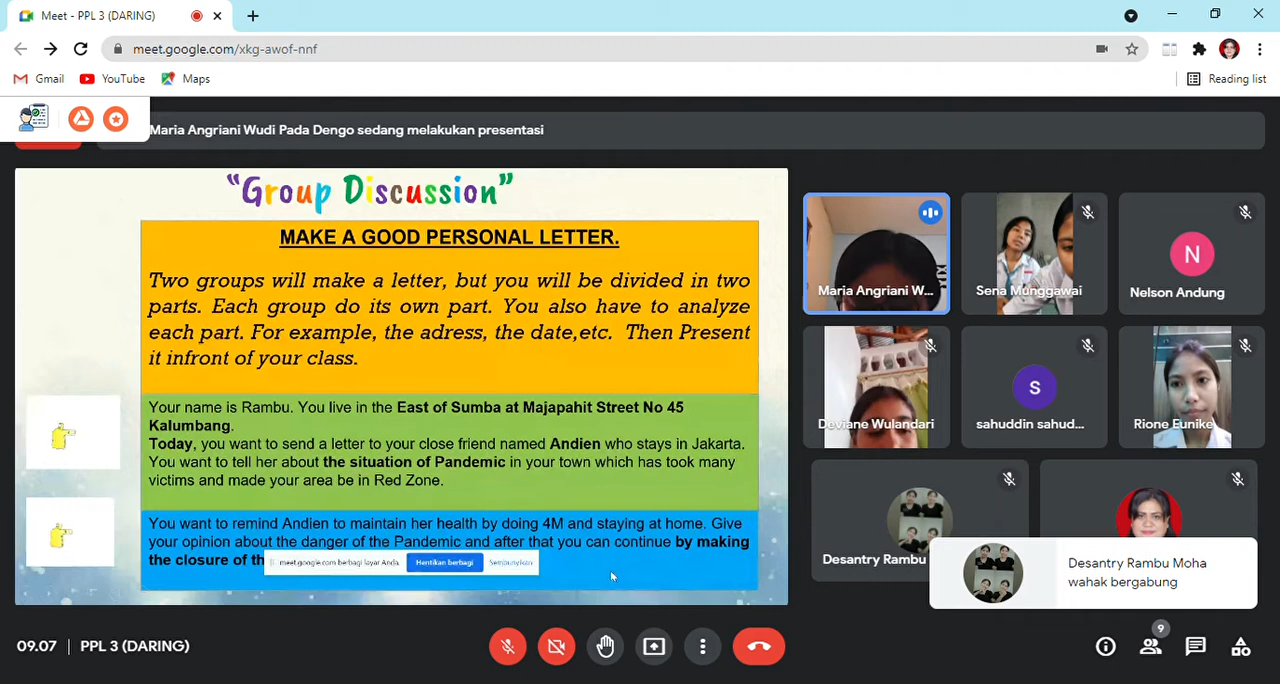 Meet - PPL 3 (DARING)
meet.google.com/xkg-awof-nnf
Gmail
YouTube
Maps
Reading list
Maria Angriani Wudi Pada Dengo sedang melakukan presentasi
"Group Discussion"
MAKE A GOOD PERSONAL LETTER.
Two groups will make a letter, but you will be divided in two
parts. Each group do its own part. You also have to analyze
each part. For example, the adress, the date,etc. Then Present
it infront of your class.
Your name is Rambu. You live in the East of Sumba at Majapahit Street No 45
Kalumbang.
Today, you want to send a letter to your close friend named Andien who stays in Jakarta.
You want to tell her about the situation of Pandemic in your town which has took many
victims and made your area be in Red Zone.
You want to remind Andien to maintain her health by doing 4M and staying at home. Give
your opinion about the danger of the Pandemic and after that you can continue by making
the closure of th
meet.google.com berbagi layar Anda.
Hentikan berbagi
Sembunyikan
Maria Angriani W...
Sena Munggawai
N
Nelson Andung
Deviane Wulandari
S
sahuddin sahud...
Rione Eunike
Desantry Rambu
Desantry Rambu Moha
wahak bergabung
09.07
PPL 3 (DARING)
9